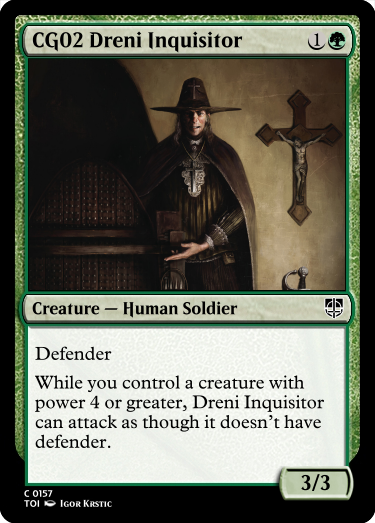 CG02 Dreni Inquisitor 1
Creature — Human Soldier
Defender
While you control a creature with
power 4 or greater, Dreni Inquisitor
can attack as though it doesn't have
defender.
3/3
C 0157
TOI Igor Krstic